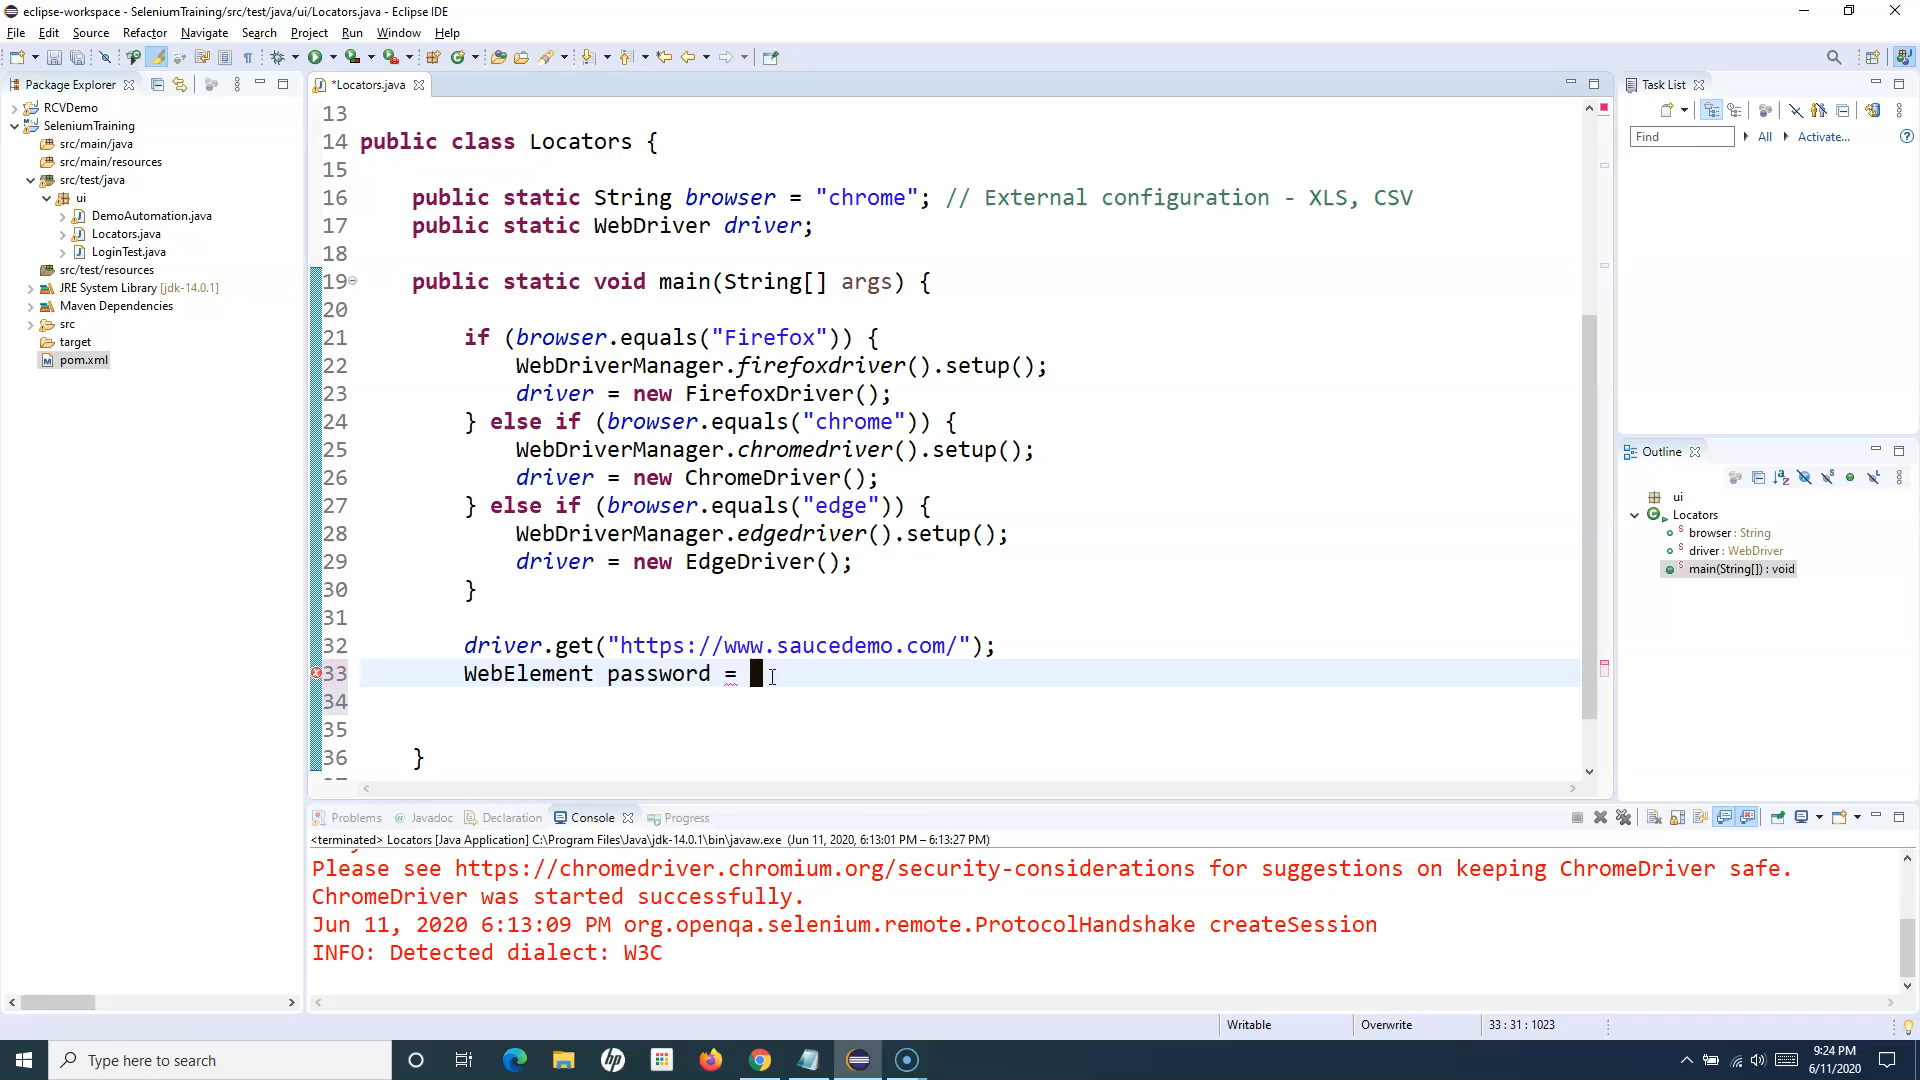 eclipse-workspace - SeleniumTraining/src/test/java/ui/Locators.java - Eclipse IDE
File Edit Source Refactor Navigate Search Project Run Window Help
Package Explorer
RCVDemo
SeleniumTraining
src/main/java
src/main/resources
src/test/java
ui
DemoAutomation.java
Locators.java
LoginTest.java
src/test/resources
JRE System Library [jdk-14.0.1]
Maven Dependencies
src
target
pom.xml
*Locators.java
13
14 public class Locators {
15
16 public static String browser = "chrome"; // External configuration - XLS, CSV
17 public static WebDriver driver;
18
19 public static void main(String[] args) {
20
21 if (browser.equals("Firefox")) {
22 WebDriverManager.firefoxdriver().setup();
23 driver = new FirefoxDriver();
24 } else if (browser.equals("chrome")) {
25 WebDriverManager.chromedriver().setup();
26 driver = new ChromeDriver();
27 } else if (browser.equals("edge")) {
28 WebDriverManager.edgedriver().setup();
29 driver = new EdgeDriver();
30 }
31
32 driver.get("https://www.saucedemo.com/");
33 WebElement password =
34
35
36 }
Task List
Find All Activate...
Outline
ui
Locators
browser : String
driver : WebDriver
main(String[]) : void
Problems Javadoc Declaration Console Progress
<terminated> Locators [Java Application] C:\Program Files\Java\jdk-14.0.1\bin\javaw.exe (Jun 11, 2020, 6:13:01 PM – 6:13:27 PM)
Please see https://chromedriver.chromium.org/security-considerations for suggestions on keeping ChromeDriver safe.
ChromeDriver was started successfully.
Jun 11, 2020 6:13:09 PM org.openqa.selenium.remote.ProtocolHandshake createSession
INFO: Detected dialect: W3C
Writable Overwrite 33 : 31 : 1023
Type here to search
9:24 PM
6/11/2020